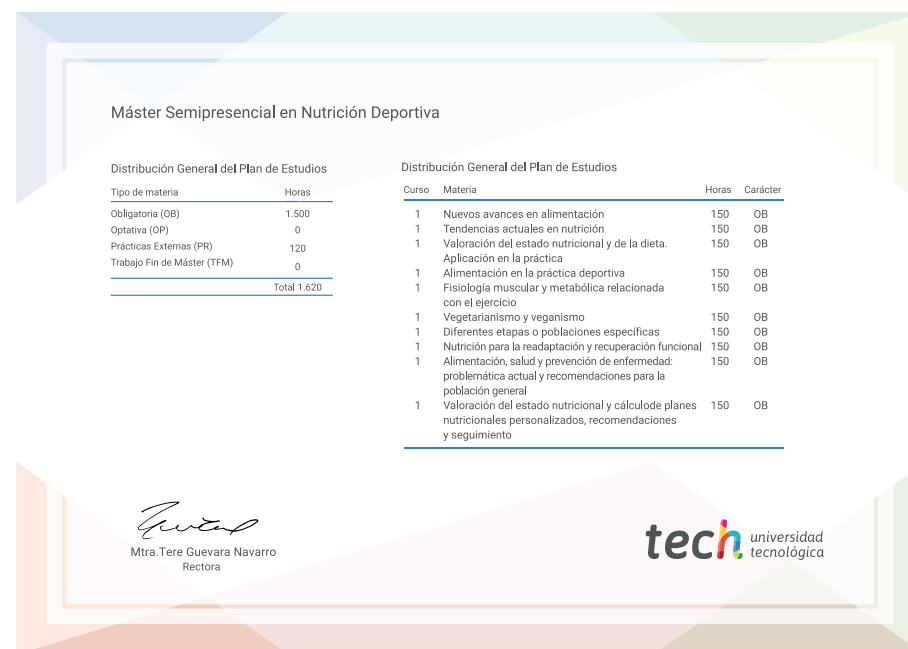 Máster Semipresencial en Nutrición Deportiva
Distribución General del Plan de Estudios
Tipo de materia Horas
Obligatoria (OB) 1.500
Optativa (OP) 0
Prácticas Externas (PR) 120
Trabajo Fin de Máster (TFM) 0
Total 1.620
Distribución General del Plan de Estudios
Curso Materia Horas Carácter
1 Nuevos avances en alimentación 150 OB
1 Tendencias actuales en nutrición 150 OB
1 Valoración del estado nutricional y de la dieta. 150 OB
Aplicación en la práctica
1 Alimentación en la práctica deportiva 150 OB
1 Fisiología muscular y metabólica relacionada 150 OB
con el ejercicio
1 Vegetarianismo y veganismo 150 OB
1 Diferentes etapas o poblaciones específicas 150 OB
1 Nutrición para la readaptación y recuperación funcional 150 OB
1 Alimentación, salud y prevención de enfermedad: 150 OB
problemática actual y recomendaciones para la
población general
1 Valoración del estado nutricional y cálculode planes 150 OB
nutricionales personalizados, recomendaciones
y seguimiento
Mtra.Tere Guevara Navarro
Rectora
tech universidad
tecnológica